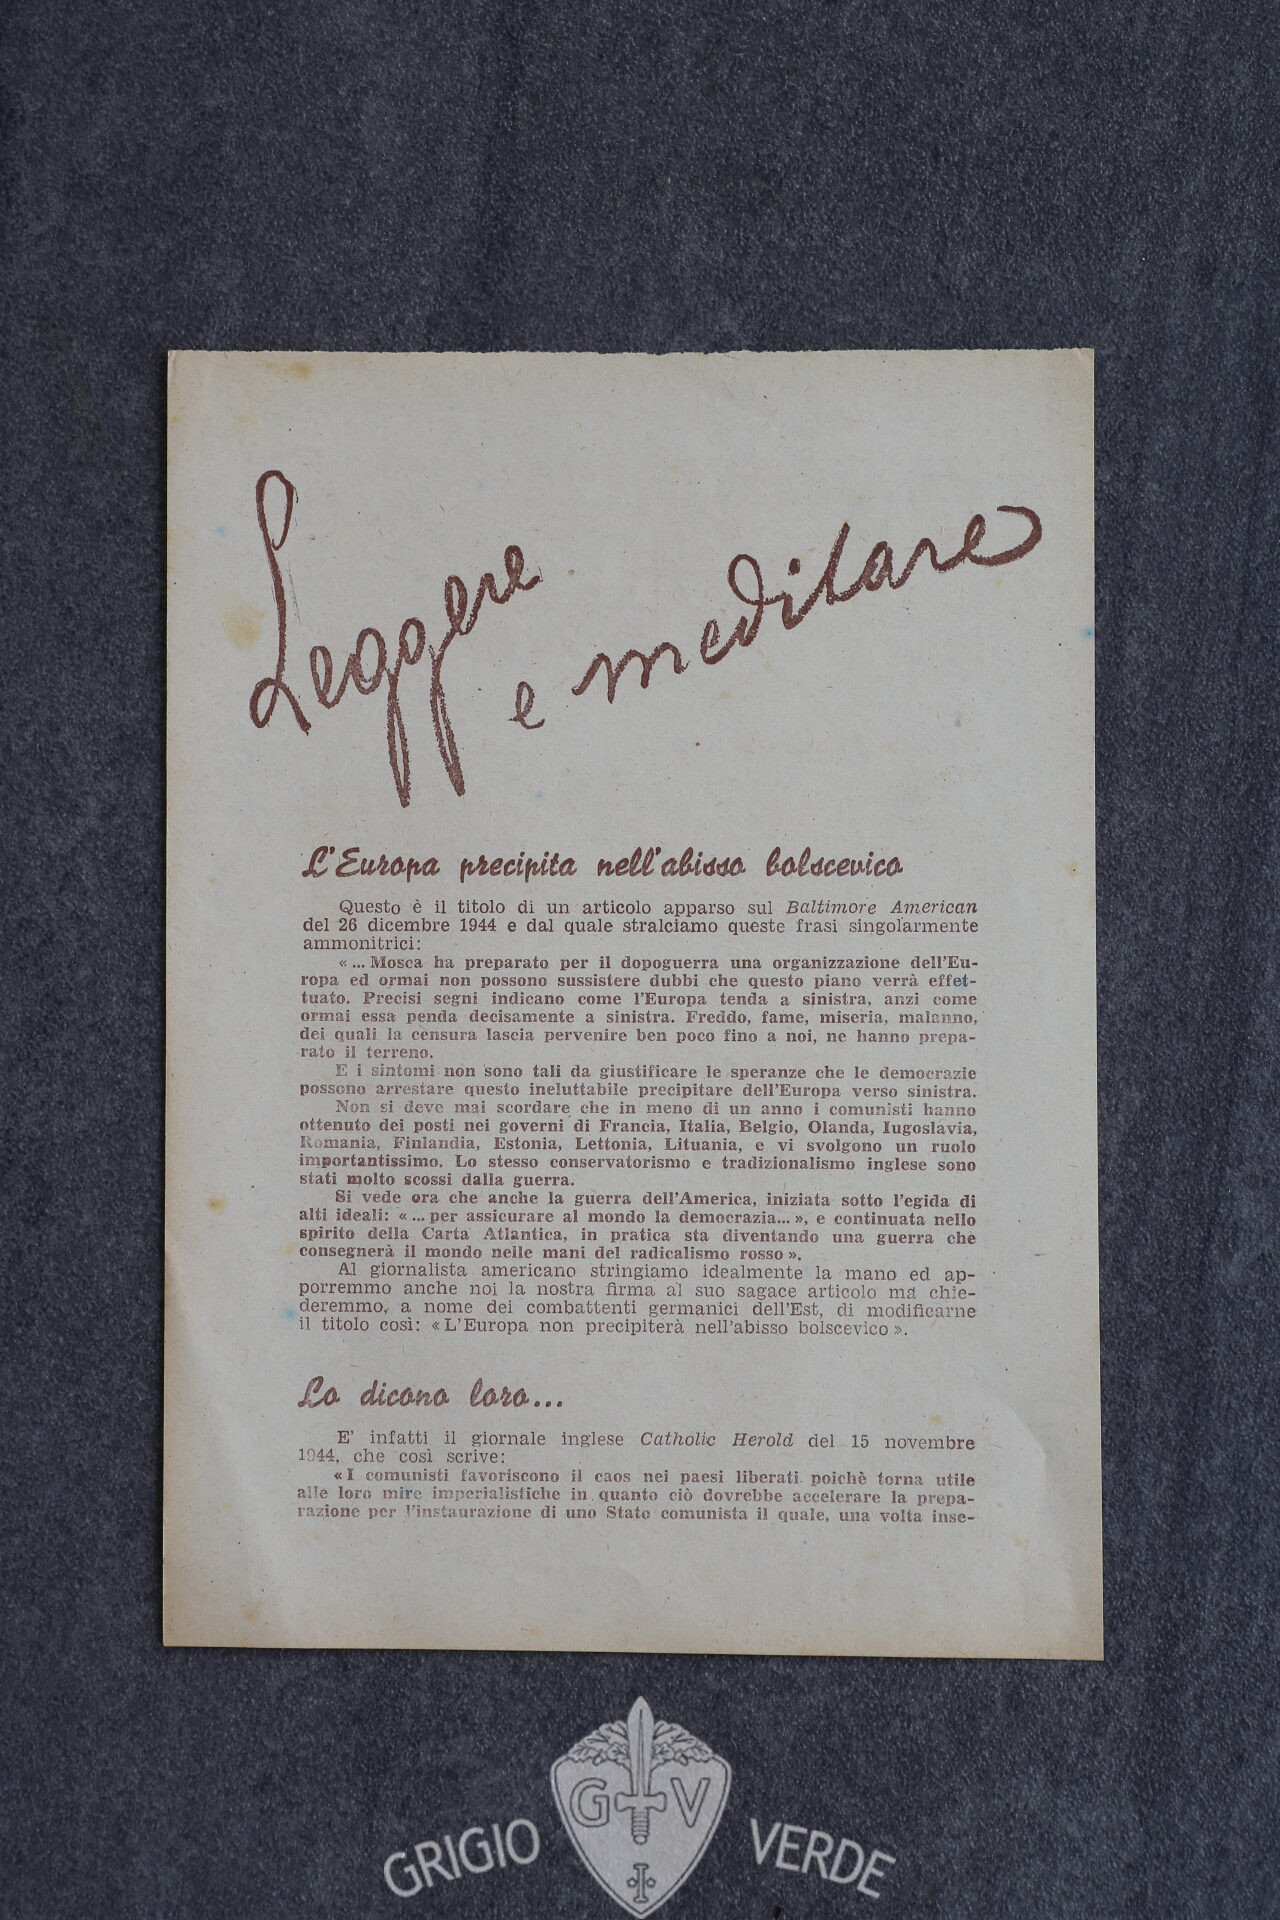 Leggere
e meditare
L'Europa precipita nell'abisso bolscevico
Questo è il titolo di un articolo apparso sul Baltimore American
del 26 dicembre 1944 e dal quale stralciamo queste frasi singolarmente
ammonitrici:
« ... Mosca ha preparato per il dopoguerra una organizzazione dell'Eu-
ropa ed ormai non possono sussistere dubbi che questo piano verrà effet-
tuato. Precisi segni indicano come l'Europa tenda a sinistra, anzi come
ormai essa penda decisamente a sinistra. Freddo, fame, miseria, malanno,
dei quali la censura lascia pervenire ben poco fino a noi, ne hanno prepa-
rato il terreno.
E i sintomi non sono tali da giustificare le speranze che le democrazie
possono arrestare questo ineluttabile precipitare dell'Europa verso sinistra.
Non si deve mai scordare che in meno di un anno i comunisti hanno
ottenuto dei posti nei governi di Francia, Italia, Belgio, Olanda, Iugoslavia,
Romania, Finlandia, Estonia, Lettonia, Lituania, e vi svolgono un ruolo
importantissimo. Lo stesso conservatorismo e tradizionalismo inglese sono
stati molto scossi dalla guerra.
Si vede ora che anche la guerra dell'America, iniziata sotto l'egida di
alti ideali: « ... per assicurare al mondo la democrazia... », e continuata nello
spirito della Carta Atlantica, in pratica sta diventando una guerra che
consegnerà il mondo nelle mani del radicalismo rosso ».
Al giornalista americano stringiamo idealmente la mano ed ap-
porremmo anche noi la nostra firma al suo sagace articolo ma chie-
deremmo, a nome dei combattenti germanici dell'Est, di modificarne
il titolo così: « L'Europa non precipiterà nell'abisso bolscevico ».
Lo dicono loro...
E' infatti il giornale inglese Catholic Herold del 15 novembre
1944, che così scrive:
« I comunisti favoriscono il caos nei paesi liberati poichè torna utile
alle loro mire imperialistiche in quanto ciò dovrebbe accelerare la prepa-
razione per l'instaurazione di uno Stato comunista il quale, una volta inse-
G V
GRIGIO VERDE